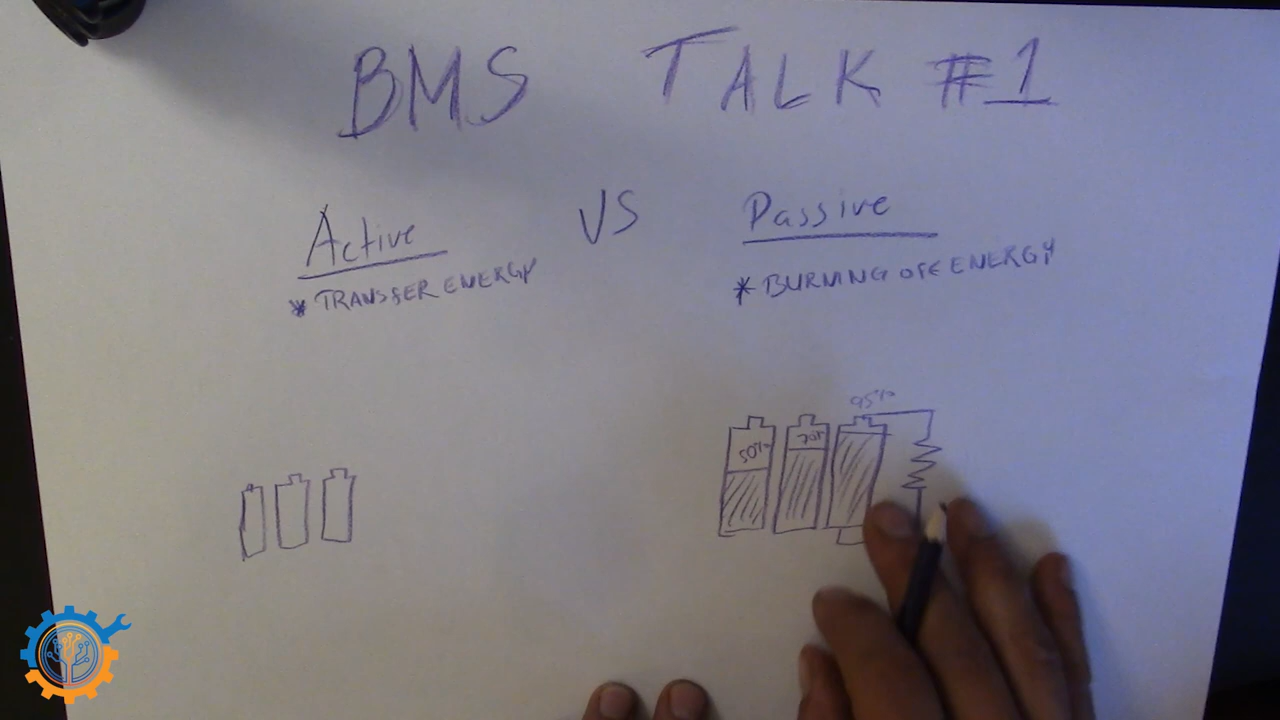 BMS TALK #1
Active VS Passive
* TRANSFER ENERGY
* BURNING OFF ENERGY
95%
50%
70%